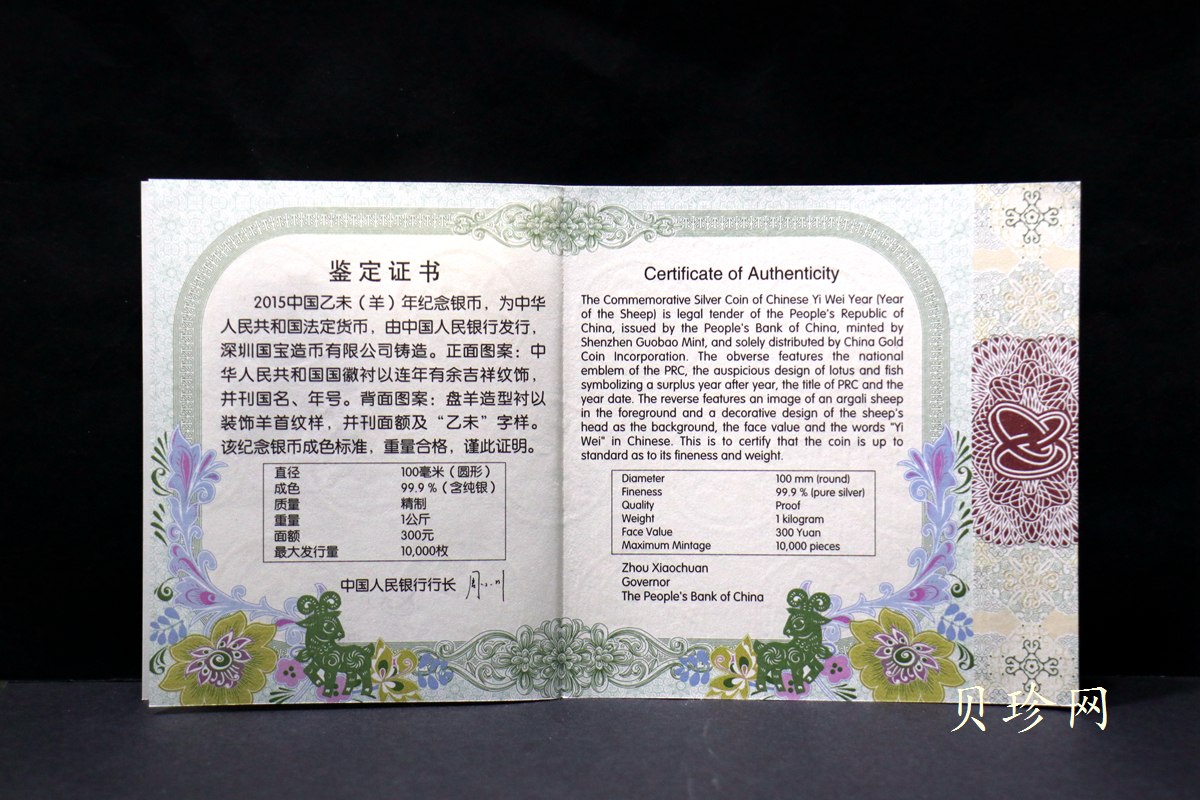 鉴定证书
2015中国乙未（羊）年纪念银币，为中华
人民共和国法定货币，由中国人民银行发行，
深圳国宝造币有限公司铸造。正面图案：中
华人民共和国国徽衬以连年有余吉祥纹饰，
并刊国名、年号。背面图案：盘羊造型衬以
装饰羊首纹样，并刊面额及“乙未”字样。
该纪念银币成色标准，重量合格，谨此证明。
直径 100毫米（圆形）
成色 99.9％（含纯银）
质量 精制
重量 1公斤
面额 300元
最大发行量 10,000枚
中国人民银行行长 周小川
Certificate of Authenticity
The Commemorative Silver Coin of Chinese Yi Wei Year (Year
of the Sheep) is legal tender of the People's Republic of
China, issued by the People's Bank of China, minted by
Shenzhen Guobao Mint, and solely distributed by China Gold
Coin Incorporation. The obverse features the national
emblem of the PRC, the auspicious design of lotus and fish
symbolizing a surplus year after year, the title of PRC and the
year date. The reverse features an image of an argali sheep
in the foreground and a decorative design of the sheep's
head as the background, the face value and the words "Yi
Wei" in Chinese. This is to certify that the coin is up to
standard as to its fineness and weight.
Diameter 100 mm (round)
Fineness 99.9 % (pure silver)
Quality Proof
Weight 1 kilogram
Face Value 300 Yuan
Maximum Mintage 10,000 pieces
Zhou Xiaochuan
Governor
The People's Bank of China
贝珍网